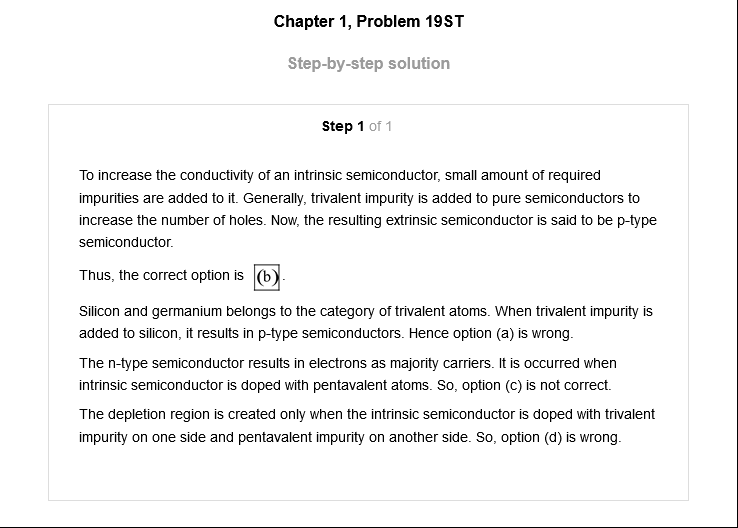 Chapter 1, Problem 19ST
Step-by-step solution
Step 1 of 1
To increase the conductivity of an intrinsic semiconductor, small amount of required
impurities are added to it. Generally, trivalent impurity is added to pure semiconductors to
increase the number of holes. Now, the resulting extrinsic semiconductor is said to be p-type
semiconductor.
Thus, the correct option is (b).
Silicon and germanium belongs to the category of trivalent atoms. When trivalent impurity is
added to silicon, it results in p-type semiconductors. Hence option (a) is wrong.
The n-type semiconductor results in electrons as majority carriers. It is occurred when
intrinsic semiconductor is doped with pentavalent atoms. So, option (c) is not correct.
The depletion region is created only when the intrinsic semiconductor is doped with trivalent
impurity on one side and pentavalent impurity on another side. So, option (d) is wrong.